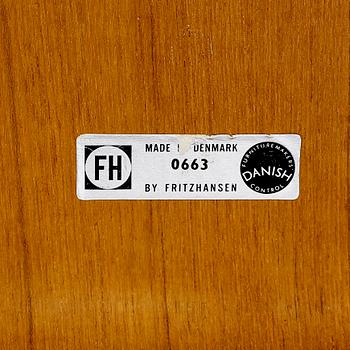 FH
MADE I DENMARK
0663
BY FRITZHANSEN
FURNITUREMAKERS
DANISH
CONTROL